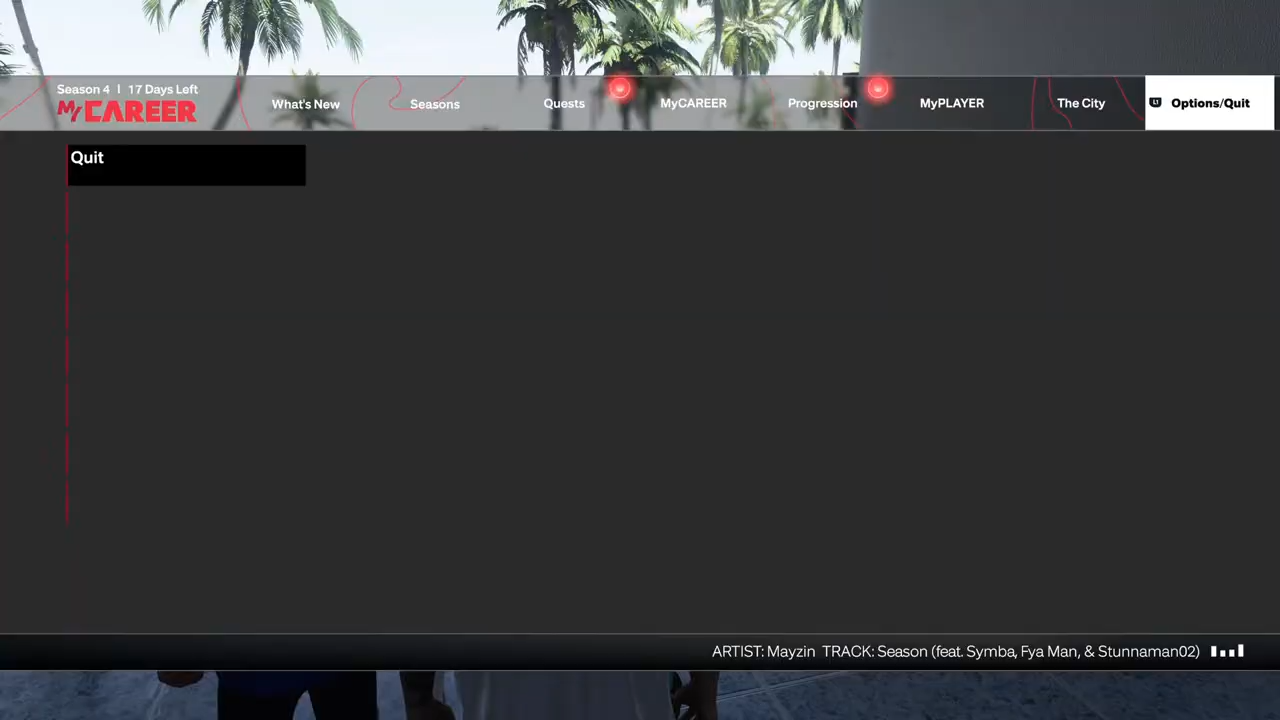 Season 4 | 17 Days Left
MyCAREER
What's New
Seasons
Quests
MyCAREER
Progression
MyPLAYER
The City
L1
Options/Quit
Quit
ARTIST: Mayzin TRACK: Season (feat. Symba, Fya Man, & Stunnaman02)